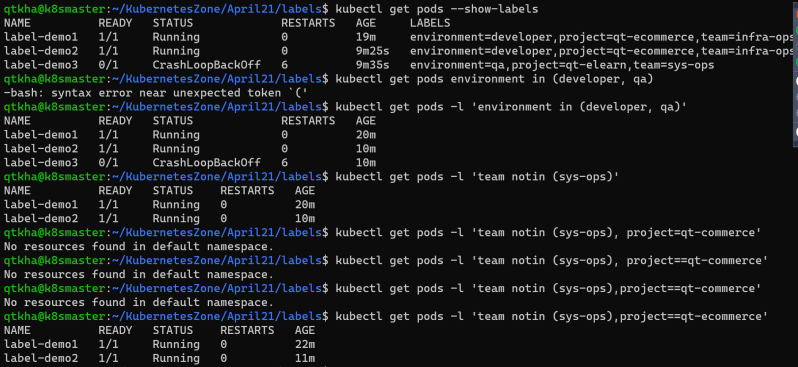 qtkha@k8smaster:~/KubernetesZone/April21/labels$ kubectl get pods --show-labels
NAME READY STATUS RESTARTS AGE LABELS
label-demo1 1/1 Running 0 19m environment=developer,project=qt-ecommerce,team=infra-ops
label-demo2 1/1 Running 0 9m25s environment=developer,project=qt-ecommerce,team=infra-ops
label-demo3 0/1 CrashLoopBackOff 6 9m35s environment=qa,project=qt-elearn,team=sys-ops
qtkha@k8smaster:~/KubernetesZone/April21/labels$ kubectl get pods environment in (developer, qa)
-bash: syntax error near unexpected token `('
qtkha@k8smaster:~/KubernetesZone/April21/labels$ kubectl get pods -l 'environment in (developer, qa)'
NAME READY STATUS RESTARTS AGE
label-demo1 1/1 Running 0 20m
label-demo2 1/1 Running 0 10m
label-demo3 0/1 CrashLoopBackOff 6 10m
qtkha@k8smaster:~/KubernetesZone/April21/labels$ kubectl get pods -l 'team notin (sys-ops)'
NAME READY STATUS RESTARTS AGE
label-demo1 1/1 Running 0 20m
label-demo2 1/1 Running 0 10m
qtkha@k8smaster:~/KubernetesZone/April21/labels$ kubectl get pods -l 'team notin (sys-ops), project=qt-commerce'
No resources found in default namespace.
qtkha@k8smaster:~/KubernetesZone/April21/labels$ kubectl get pods -l 'team notin (sys-ops), project==qt-commerce'
No resources found in default namespace.
qtkha@k8smaster:~/KubernetesZone/April21/labels$ kubectl get pods -l 'team notin (sys-ops),project==qt-commerce'
No resources found in default namespace.
qtkha@k8smaster:~/KubernetesZone/April21/labels$ kubectl get pods -l 'team notin (sys-ops),project==qt-ecommerce'
NAME READY STATUS RESTARTS AGE
label-demo1 1/1 Running 0 22m
label-demo2 1/1 Running 0 11m